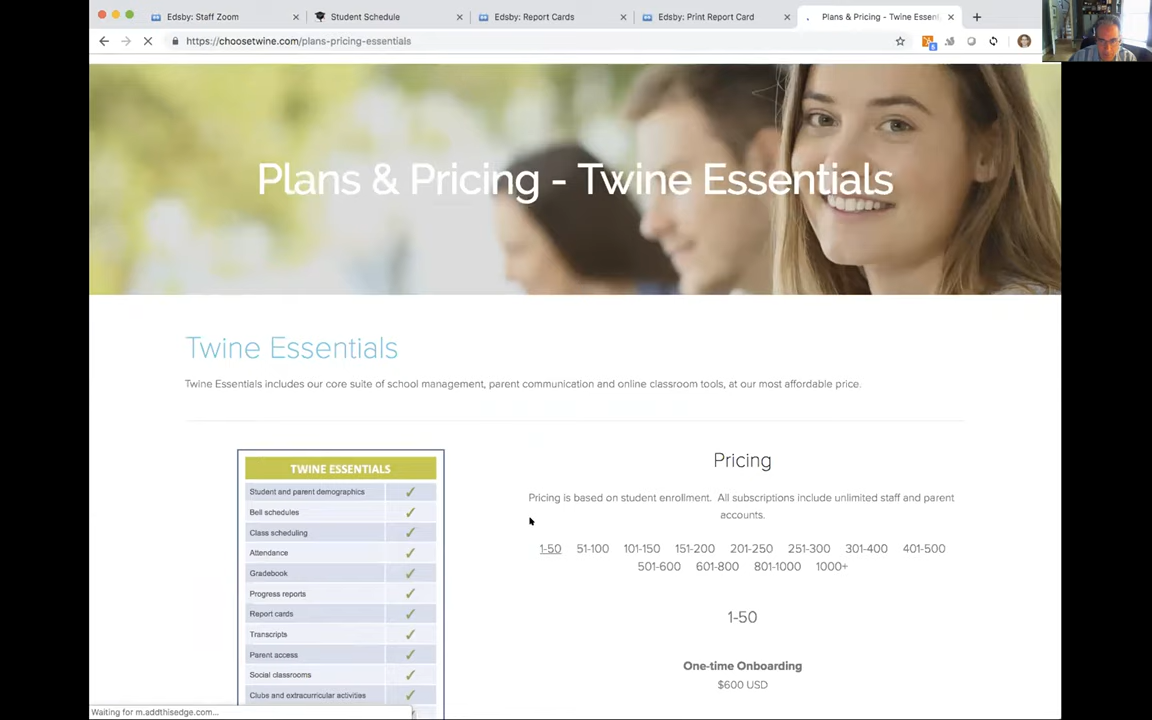 Edsby: Staff Zoom
Student Schedule
Edsby: Report Cards
Edsby: Print Report Card
Plans & Pricing - Twine Essent
https://choosetwine.com/plans-pricing-essentials
Plans & Pricing - Twine Essentials
Twine Essentials
Twine Essentials includes our core suite of school management, parent communication and online classroom tools, at our most affordable price.
TWINE ESSENTIALS
Student and parent demographics
Bell schedules
Class scheduling
Attendance
Gradebook
Progress reports
Report cards
Transcripts
Parent access
Social classrooms
Clubs and extracurricular activities
Pricing
Pricing is based on student enrollment. All subscriptions include unlimited staff and parent
accounts.
1-50 51-100 101-150 151-200 201-250 251-300 301-400 401-500
501-600 601-800 801-1000 1000+
1-50
One-time Onboarding
$600 USD
Waiting for m.addthisedge.com...